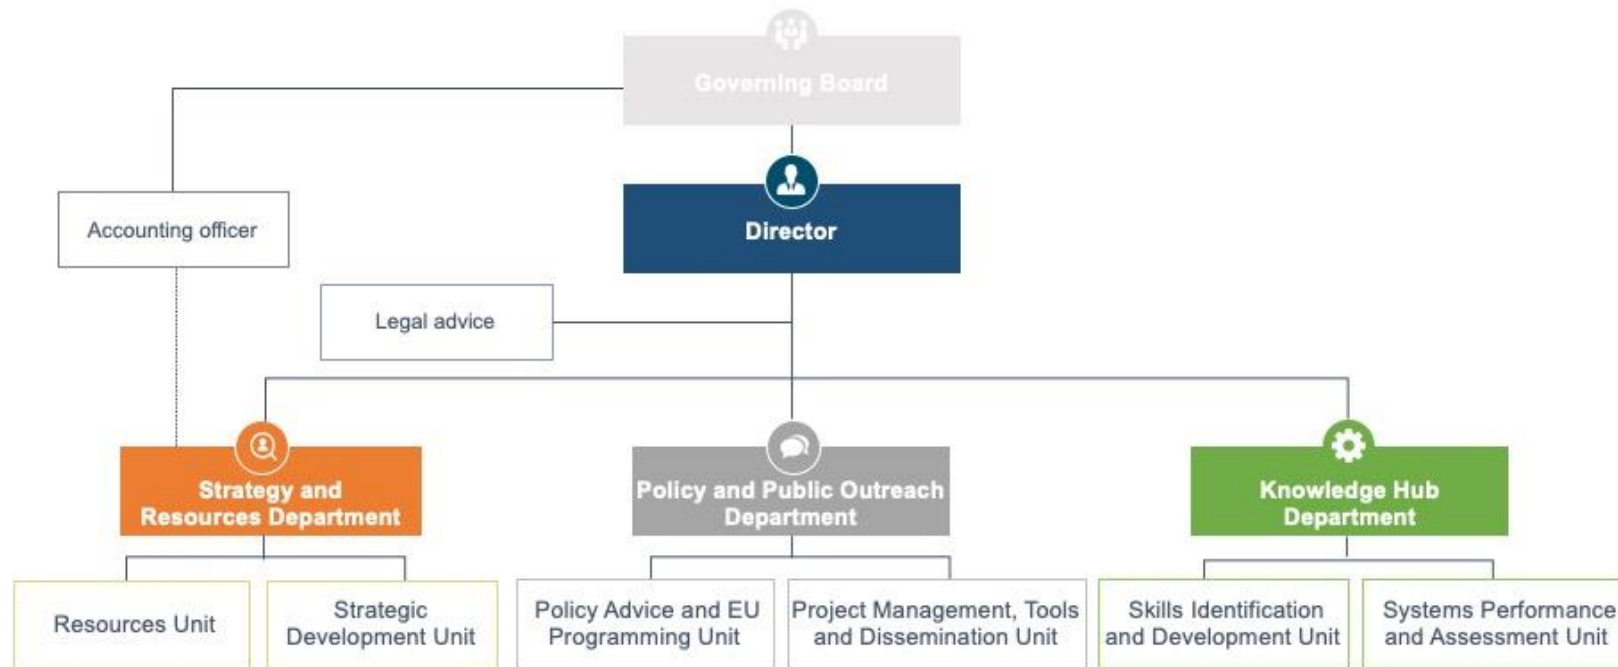 Governing Board
Director
Accounting officer
Legal advice
Strategy and
Resources Department
Policy and Public Outreach
Department
Knowledge Hub
Department
Resources Unit
Strategic
Development Unit
Policy Advice and EU
Programming Unit
Project Management, Tools
and Dissemination Unit
Skills Identification
and Development Unit
Systems Performance
and Assessment Unit